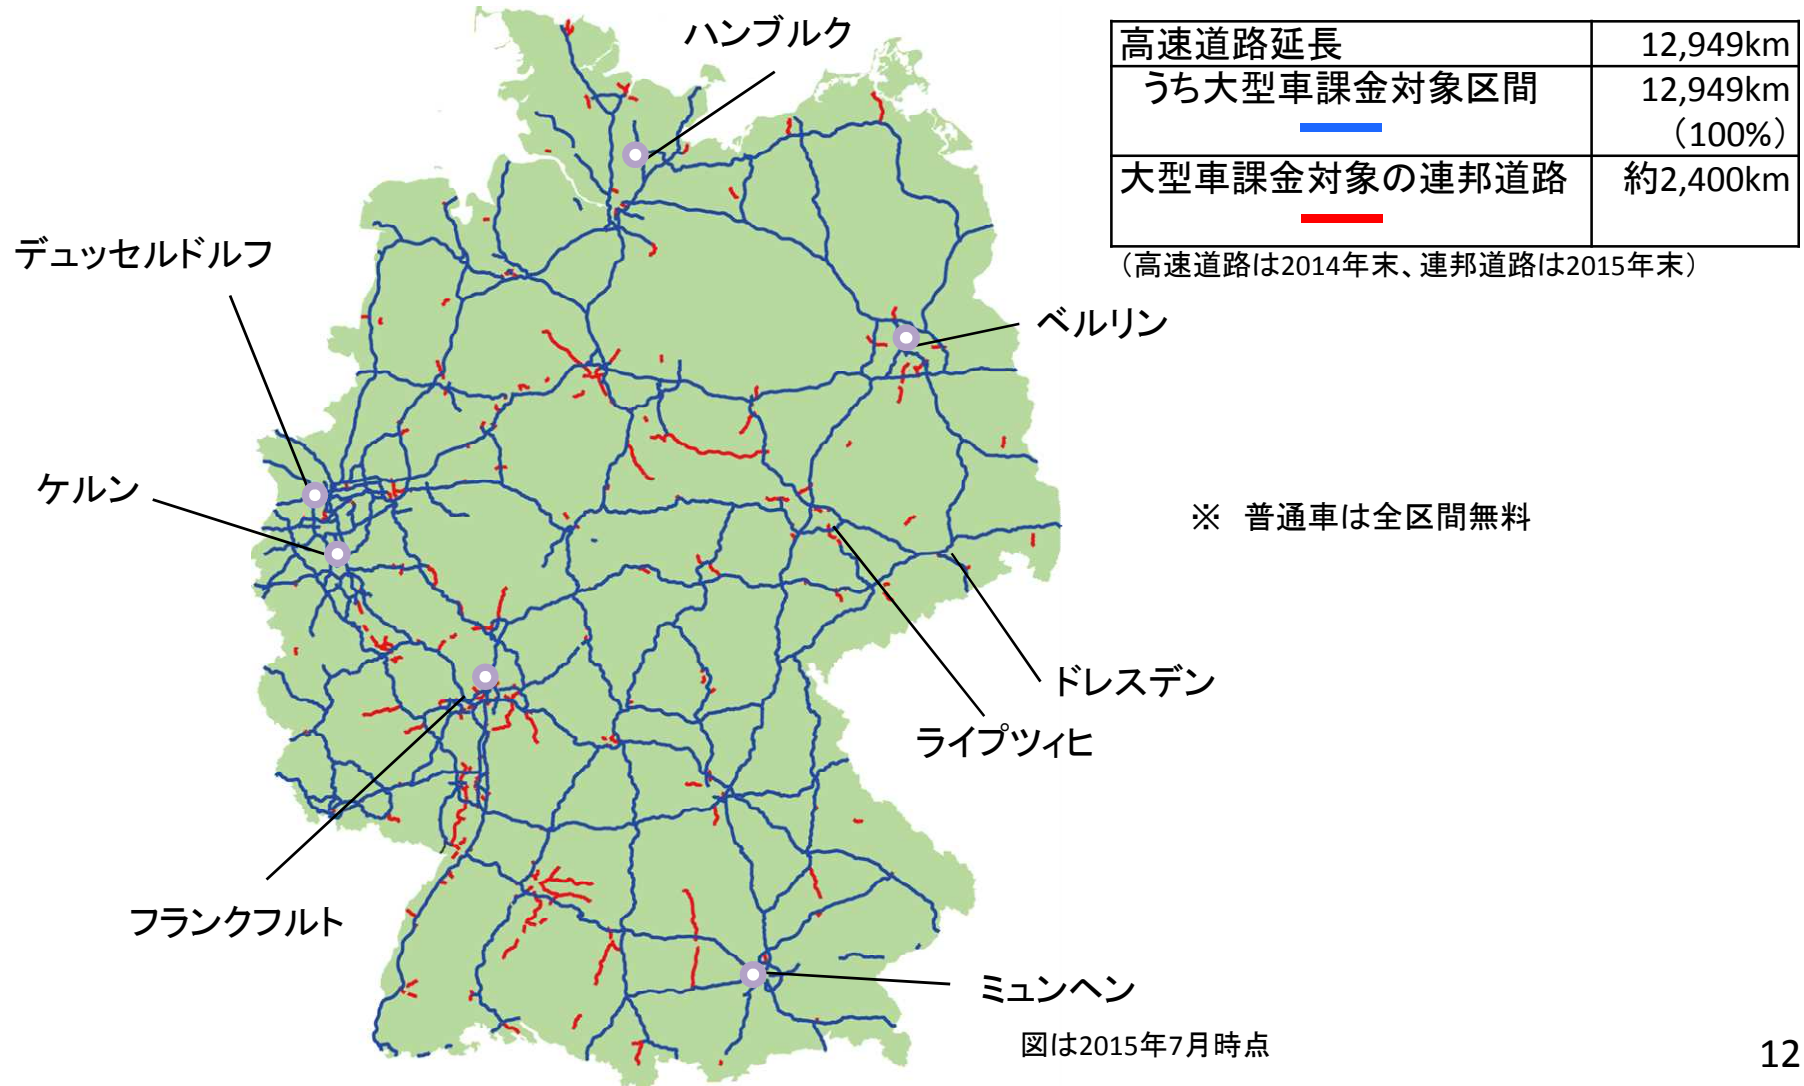 ハンブルク
高速道路延長 12,949km
うち大型車課金対象区間 12,949km
（100%）
大型車課金対象の連邦道路 約2,400km
（高速道路は2014年末、連邦道路は2015年末）
デュッセルドルフ
ベルリン
ケルン
※　普通車は全区間無料
ドレスデン
ライプツィヒ
フランクフルト
ミュンヘン
図は2015年7月時点
12